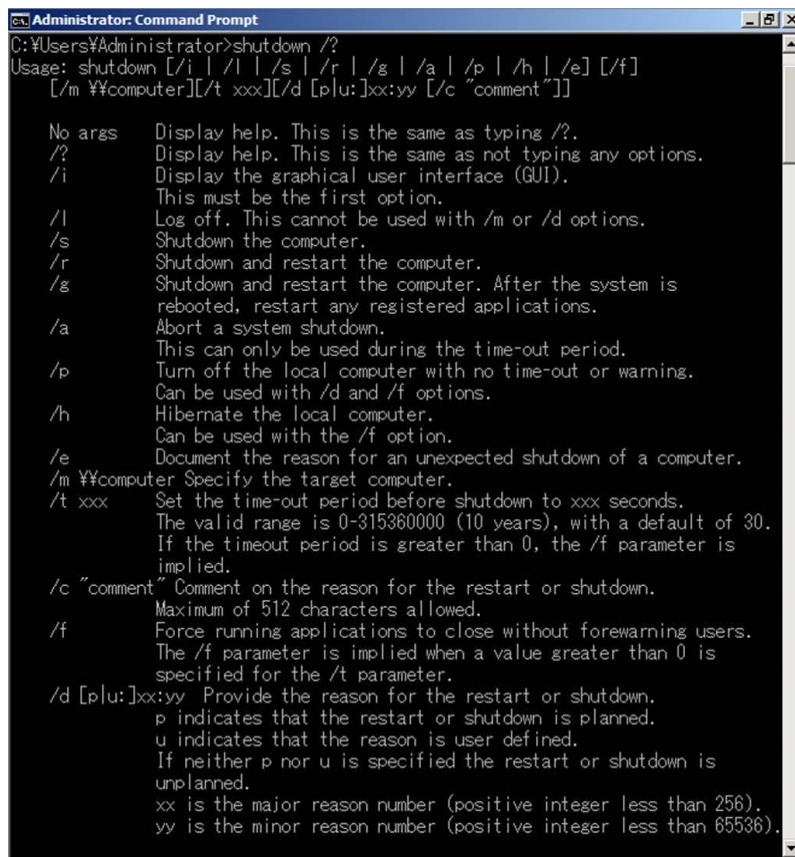 Administrator: Command Prompt
C:¥Users¥Administrator>shutdown /?
Usage: shutdown [/i | /l | /s | /r | /g | /a | /p | /h | /e] [/f]
    [/m ¥¥computer][/t xxx][/d [p|u:]xx:yy [/c "comment"]]
    No args    Display help. This is the same as typing /?.
    /?         Display help. This is the same as not typing any options.
    /i         Display the graphical user interface (GUI).
               This must be the first option.
    /l         Log off. This cannot be used with /m or /d options.
    /s         Shutdown the computer.
    /r         Shutdown and restart the computer.
    /g         Shutdown and restart the computer. After the system is
               rebooted, restart any registered applications.
    /a         Abort a system shutdown.
               This can only be used during the time-out period.
    /p         Turn off the local computer with no time-out or warning.
               Can be used with /d and /f options.
    /h         Hibernate the local computer.
               Can be used with the /f option.
    /e         Document the reason for an unexpected shutdown of a computer.
    /m ¥¥computer Specify the target computer.
    /t xxx     Set the time-out period before shutdown to xxx seconds.
               The valid range is 0-315360000 (10 years), with a default of 30.
               If the timeout period is greater than 0, the /f parameter is
               implied.
    /c "comment" Comment on the reason for the restart or shutdown.
               Maximum of 512 characters allowed.
    /f         Force running applications to close without forewarning users.
               The /f parameter is implied when a value greater than 0 is
               specified for the /t parameter.
    /d [p|u:]xx:yy  Provide the reason for the restart or shutdown.
               p indicates that the restart or shutdown is planned.
               u indicates that the reason is user defined.
               If neither p nor u is specified the restart or shutdown is
               unplanned.
               xx is the major reason number (positive integer less than 256).
               yy is the minor reason number (positive integer less than 65536).